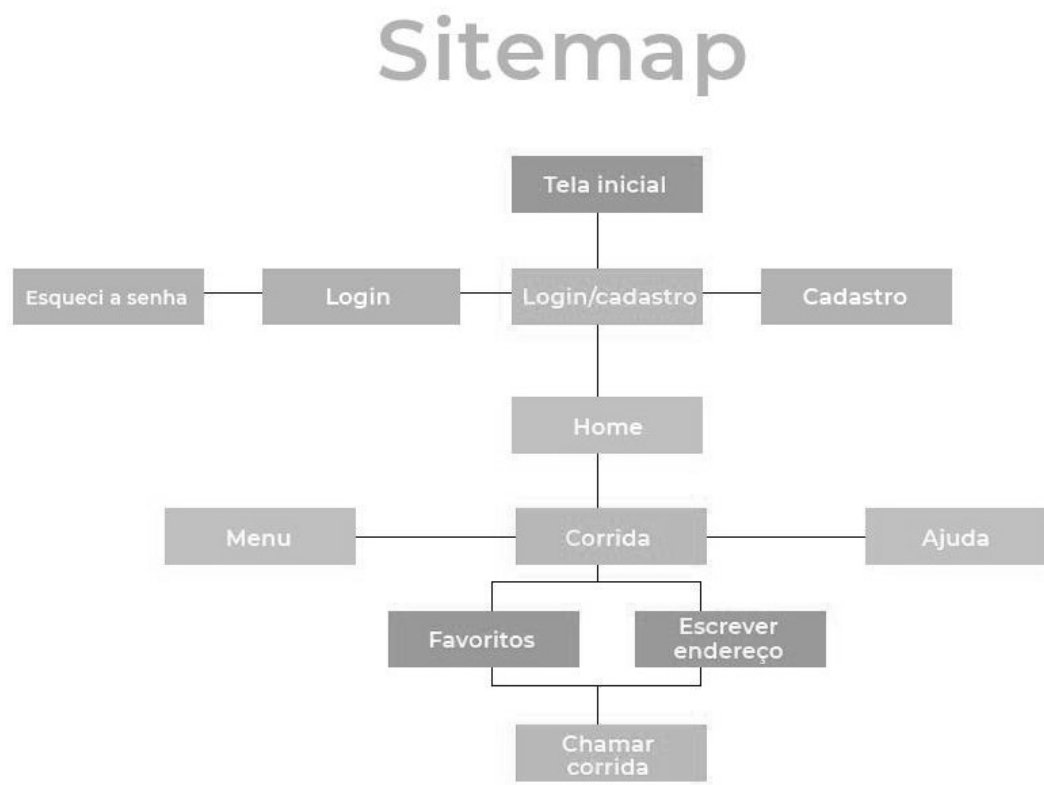 Sitemap
Tela inicial
Esqueci a senha
Login
Login/cadastro
Cadastro
Home
Menu
Corrida
Ajuda
Favoritos
Escrever
endereço
Chamar
corrida